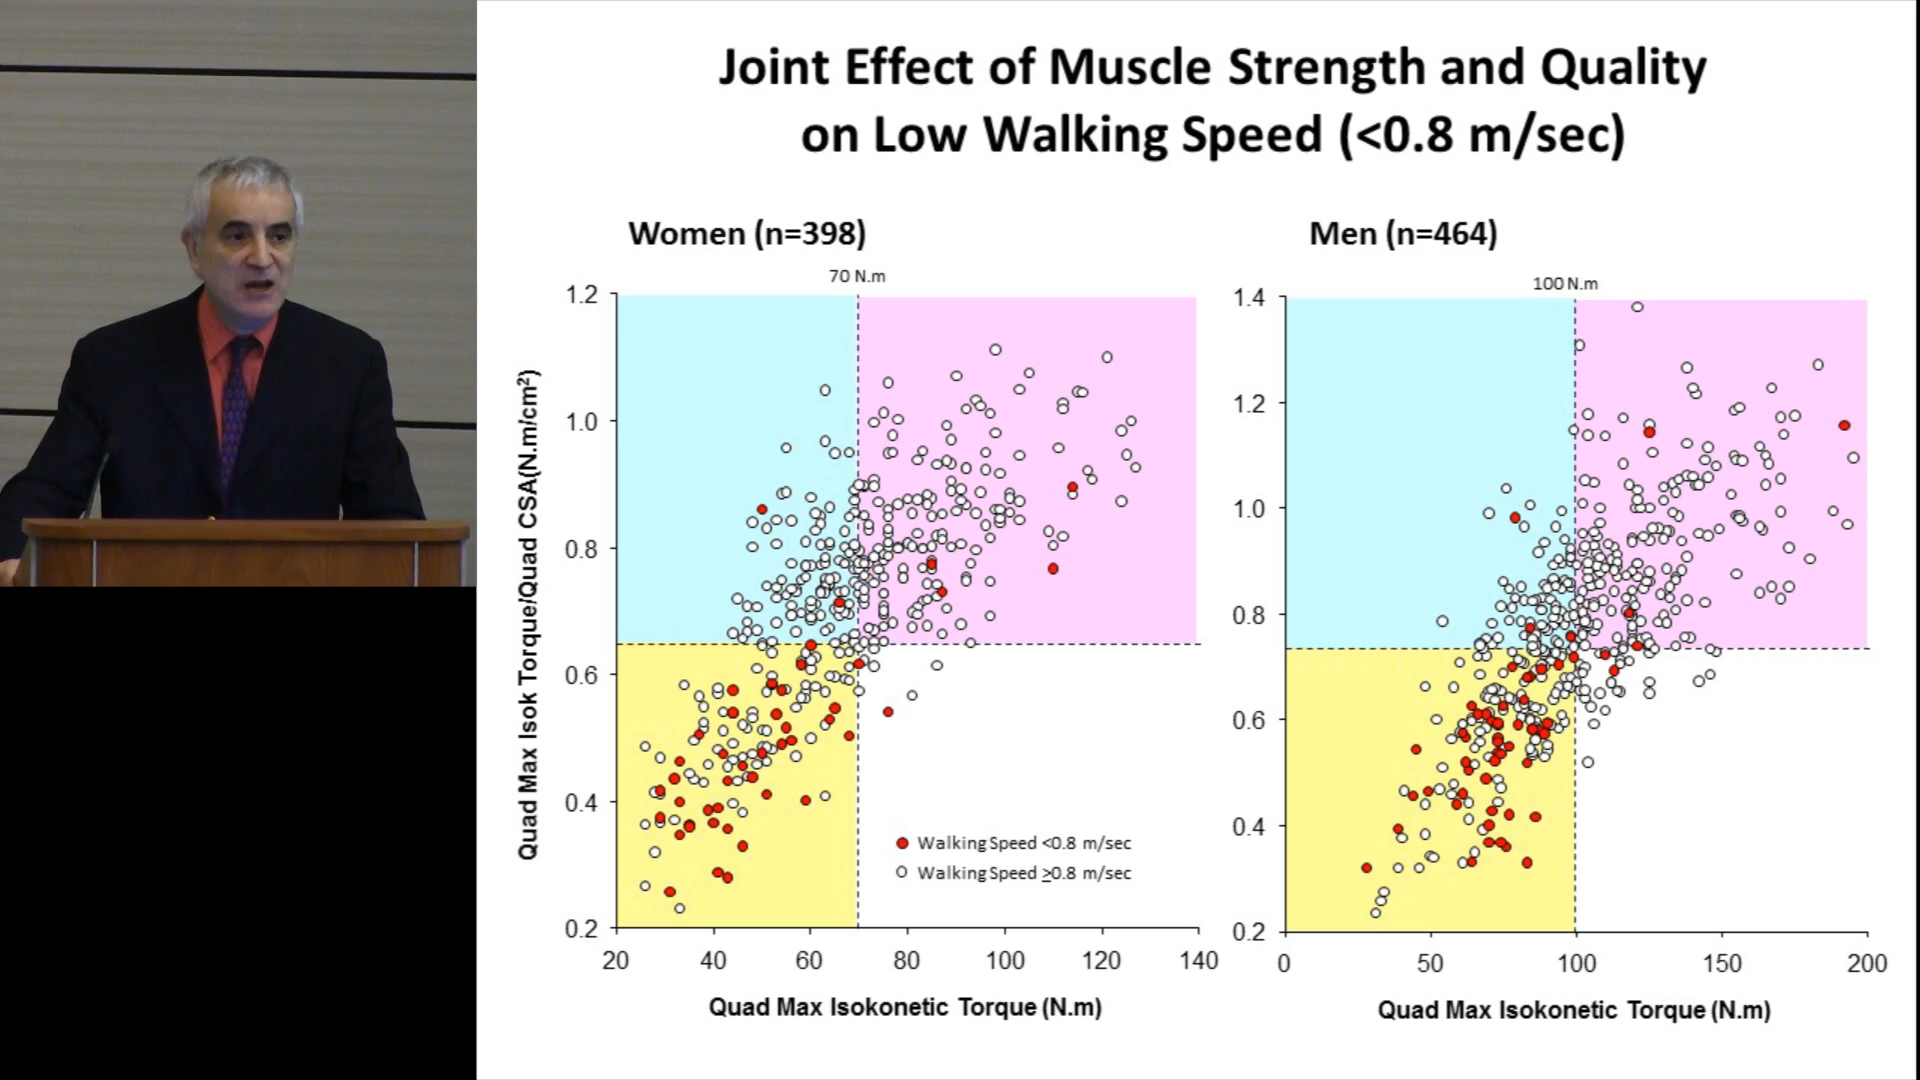 Joint Effect of Muscle Strength and Quality
on Low Walking Speed (<0.8 m/sec)
Women (n=398)
70 N.m
1.2
1.0
0.8
0.6
0.4
0.2
20 40 60 80 100 120 140
Quad Max Isok Torque/Quad CSA(N.m/cm²)
Quad Max Isokonetic Torque (N.m)
Walking Speed <0.8 m/sec
Walking Speed ≥0.8 m/sec
Men (n=464)
100 N.m
1.4
1.2
1.0
0.8
0.6
0.4
0.2
0 50 100 150 200
Quad Max Isokonetic Torque (N.m)